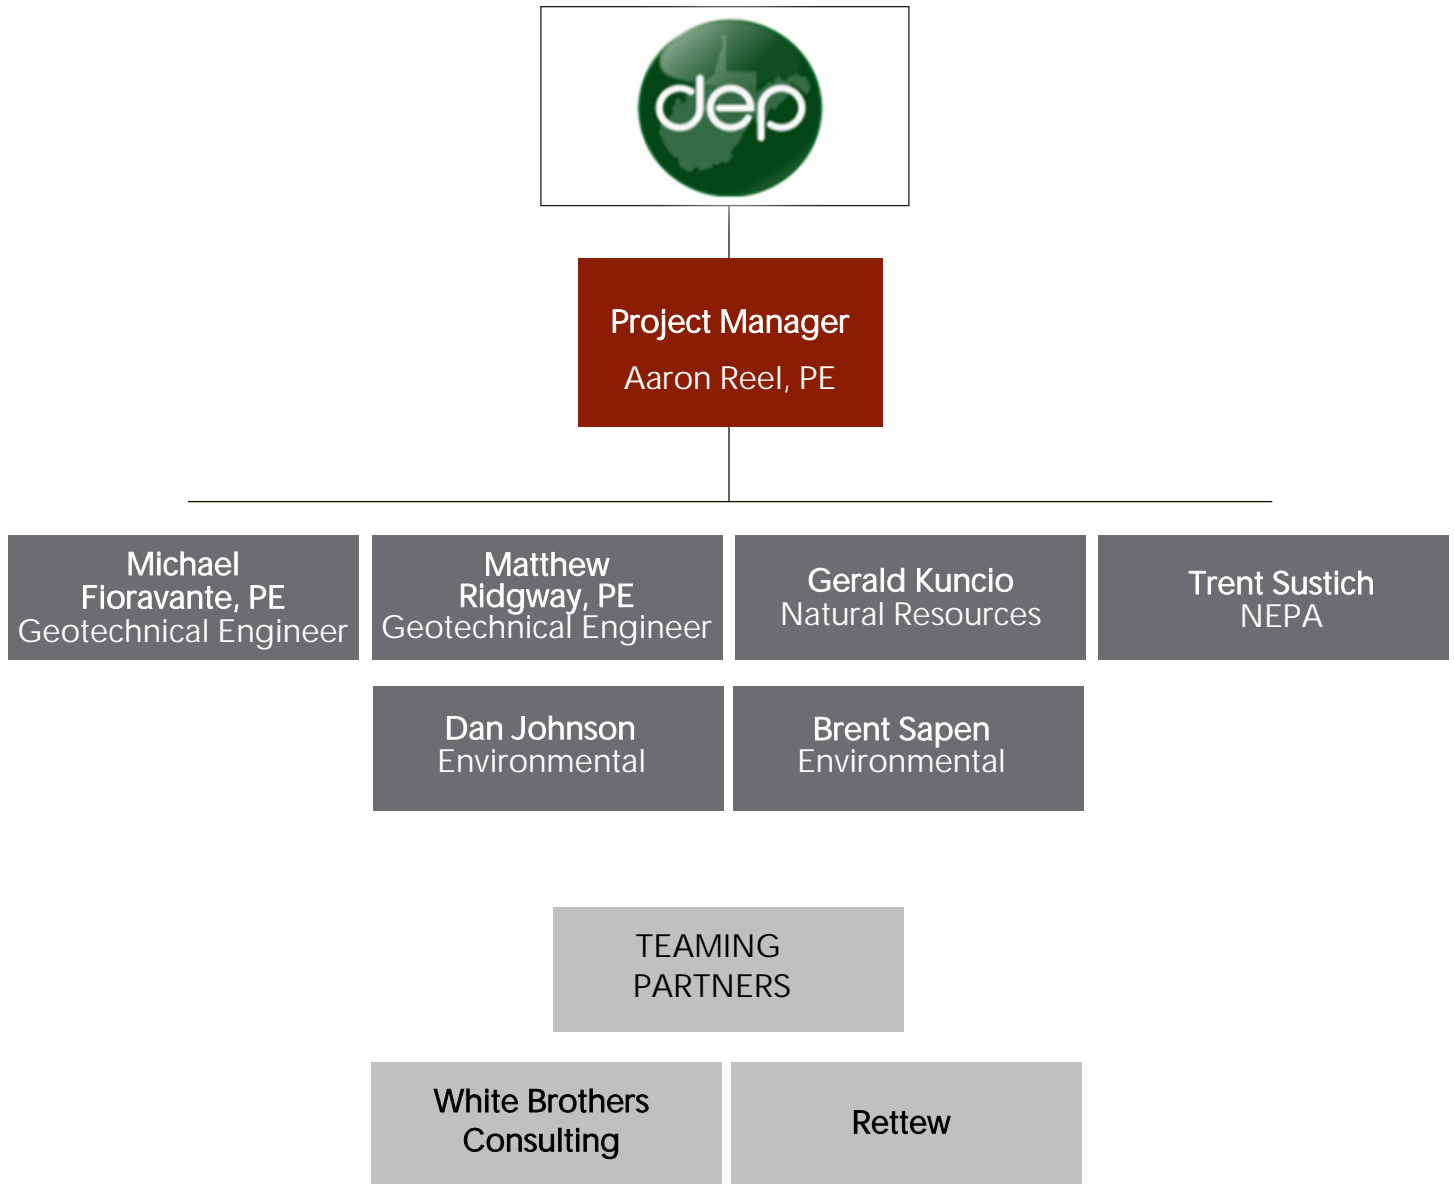 dep
Project Manager
Aaron Reel, PE
Michael
Fioravante, PE
Geotechnical Engineer
Matthew
Ridgway, PE
Geotechnical Engineer
Gerald Kuncio
Natural Resources
Trent Sustich
NEPA
Dan Johnson
Environmental
Brent Sapen
Environmental
TEAMING
PARTNERS
White Brothers
Consulting
Rettew